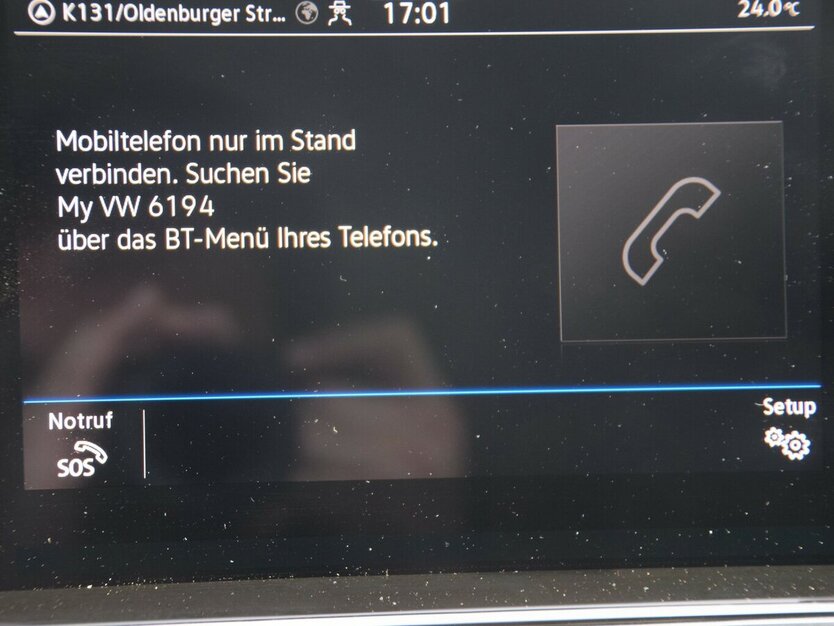 K131/Oldenburger Str... 17:01 24.0°C
Mobiltelefon nur im Stand
verbinden. Suchen Sie
My VW 6194
über das BT-Menü Ihres Telefons.
Notruf
SOS
Setup